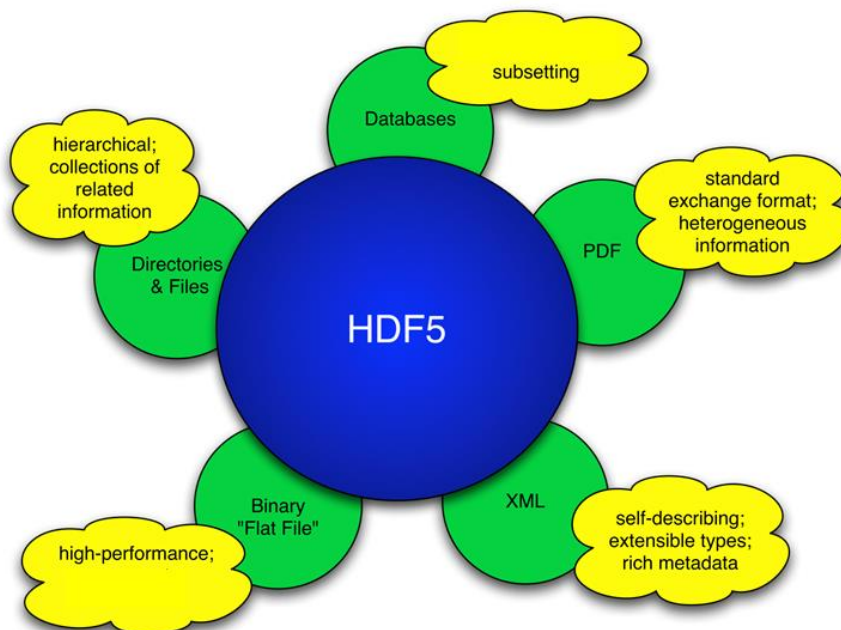 subsetting
Databases
hierarchical;
collections of
related
information
standard
exchange format;
heterogeneous
information
PDF
Directories
& Files
HDF5
Binary
"Flat File"
XML
high-performance;
self-describing;
extensible types;
rich metadata